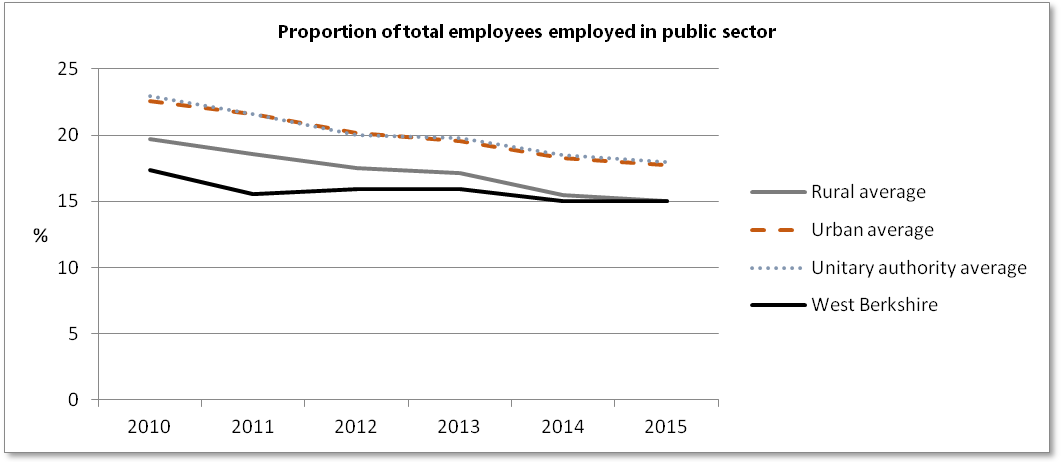 Proportion of total employees employed in public sector
25
20
15
%
10
5
0
2010 2011 2012 2013 2014 2015
Rural average
Urban average
Unitary authority average
West Berkshire